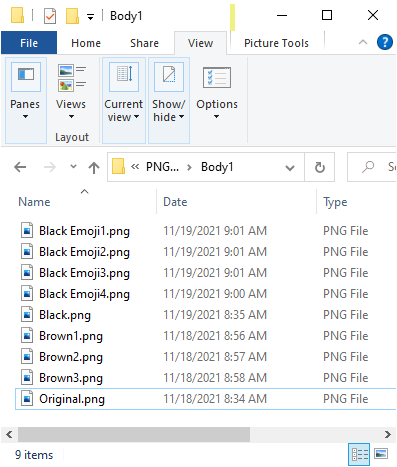 Body1
File Home Share View Picture Tools
Panes Views Current view Show/ hide Options
Layout
« PNG... > Body1
Name Date Type
Black Emoji1.png 11/19/2021 9:01 AM PNG File
Black Emoji2.png 11/19/2021 9:01 AM PNG File
Black Emoji3.png 11/19/2021 9:01 AM PNG File
Black Emoji4.png 11/19/2021 9:00 AM PNG File
Black.png 11/19/2021 8:35 AM PNG File
Brown1.png 11/18/2021 8:56 AM PNG File
Brown2.png 11/18/2021 8:57 AM PNG File
Brown3.png 11/18/2021 8:58 AM PNG File
Original.png 11/18/2021 8:34 AM PNG File
9 items